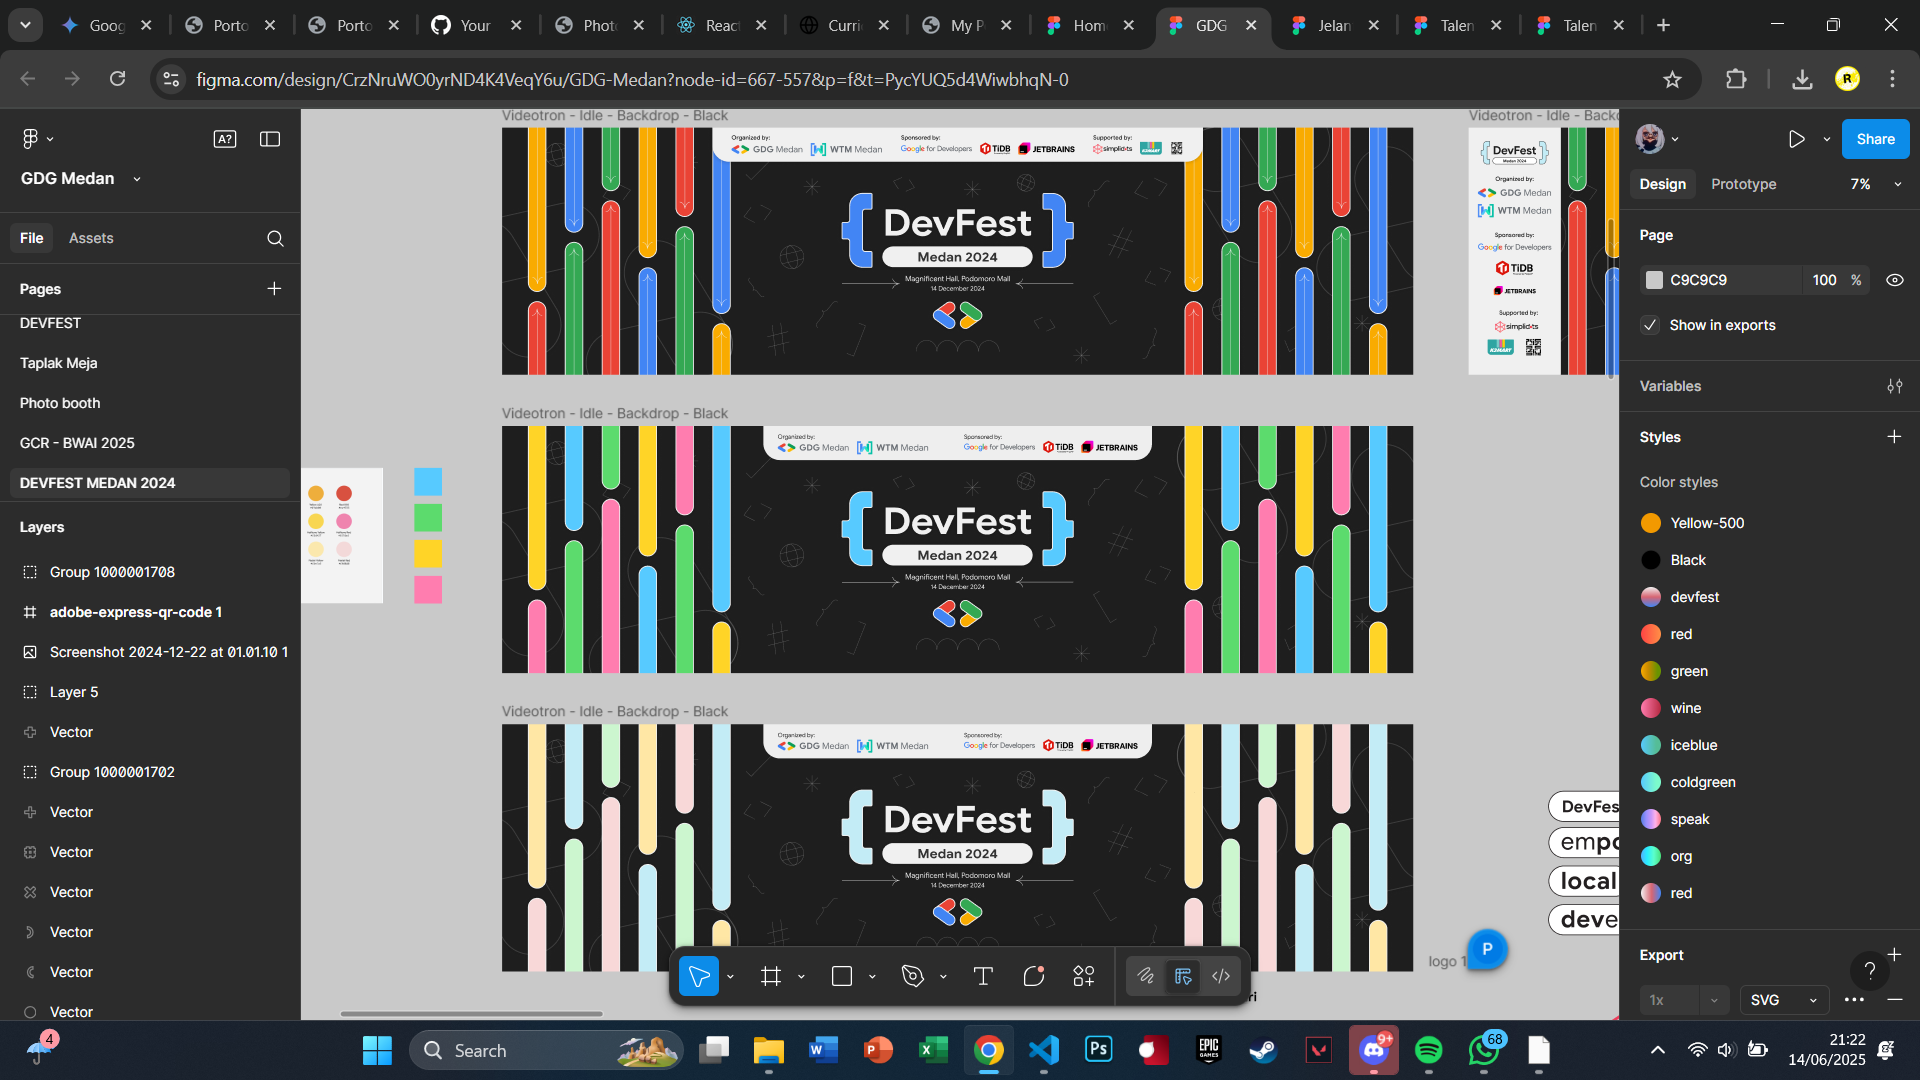 Goog
Porto
Porto
Your
Phot
React
Curri
My P
Hom
GDG
Jelan
Talen
Talen
figma.com/design/CrzNruWO0yrND4K4VeqY6u/GDG-Medan?node-id=667-557&p=f&t=PycYUQ5d4WiwbhqN-0
R
A?
GDG Medan
File
Assets
Pages
DEVFEST
Taplak Meja
Photo booth
GCR - BWAI 2025
DEVFEST MEDAN 2024
Layers
Group 1000001708
adobe-express-qr-code 1
Screenshot 2024-12-22 at 01.01.10 1
Layer 5
Vector
Group 1000001702
Vector
Vector
Vector
Vector
Vector
Vector
Videotron - Idle - Backdrop - Black
Organized by:
Sponsored by:
Supported by:
GDG Medan
WTM Medan
Google for Developers
TiDB
JETBRAINS
simplidots
DevFest
Medan 2024
Magnificent Hall, Podomoro Mall
14 December 2024
Videotron - Idle - Backdrop - Black
Organized by:
Sponsored by:
GDG Medan
WTM Medan
Google for Developers
TiDB
JETBRAINS
DevFest
Medan 2024
Magnificent Hall, Podomoro Mall
14 December 2024
Videotron - Idle - Backdrop - Black
Organized by:
Sponsored by:
GDG Medan
WTM Medan
Google for Developers
TiDB
JETBRAINS
DevFest
Medan 2024
Magnificent Hall, Podomoro Mall
14 December 2024
Videotron - Idle - Backd
DevFest
Medan 2024
Organized by:
GDG Medan
WTM Medan
Sponsored by:
Google for Developers
TiDB
JETBRAINS
Supported by:
simplidots
DevFes
empo
local
deve
logo 1
P
ri
Share
Design
Prototype
7%
Page
C9C9C9
100 %
Show in exports
Variables
Styles
Color styles
Yellow-500
Black
devfest
red
green
wine
iceblue
coldgreen
speak
org
red
Export
1x
SVG
?
4
Search
W
P
X
Ps
EPIC GAMES
9+
68
21:22
14/06/2025